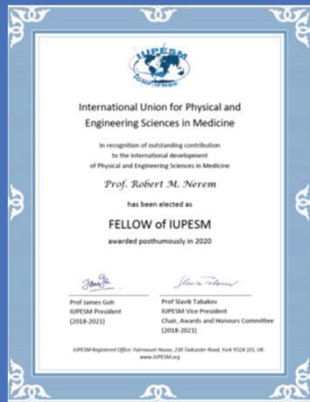 IUPESM
International Union for Physical and
Engineering Sciences in Medicine
In recognition of outstanding contribution
to the international development
of Physical and Engineering Sciences in Medicine
Prof. Robert M. Nerem
has been elected as
FELLOW of IUPESM
awarded posthumously in 2020
Prof James Goh
IUPESM President
(2018-2021)
Prof Slavik Tabakov
IUPESM Vice President
Chair, Awards and Honours Committee
(2018-2021)
IUPESM Registered Office: Fairmount House, 230 Tadcaster Road, York YO24 1ES, UK
www.IUPESM.org